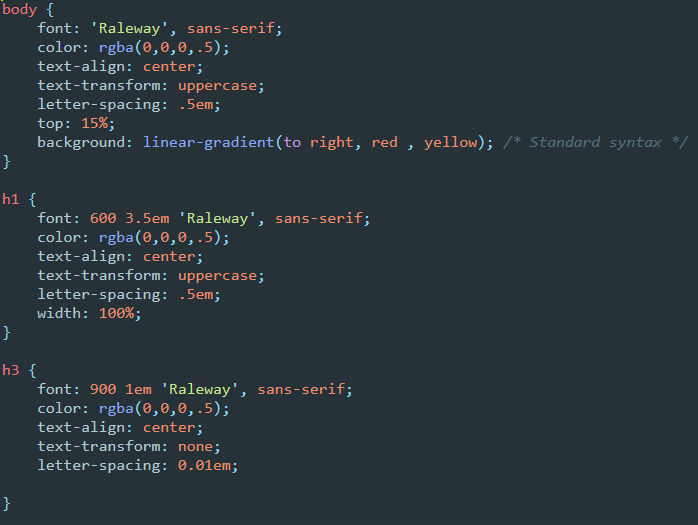 body {
    font: 'Raleway', sans-serif;
    color: rgba(0,0,0,.5);
    text-align: center;
    text-transform: uppercase;
    letter-spacing: .5em;
    top: 15%;
    background: linear-gradient(to right, red , yellow); /* Standard syntax */
}

h1 {
    font: 600 3.5em 'Raleway', sans-serif;
    color: rgba(0,0,0,.5);
    text-align: center;
    text-transform: uppercase;
    letter-spacing: .5em;
    width: 100%;
}

h3 {
    font: 900 1em 'Raleway', sans-serif;
    color: rgba(0,0,0,.5);
    text-align: center;
    text-transform: none;
    letter-spacing: 0.01em;

}